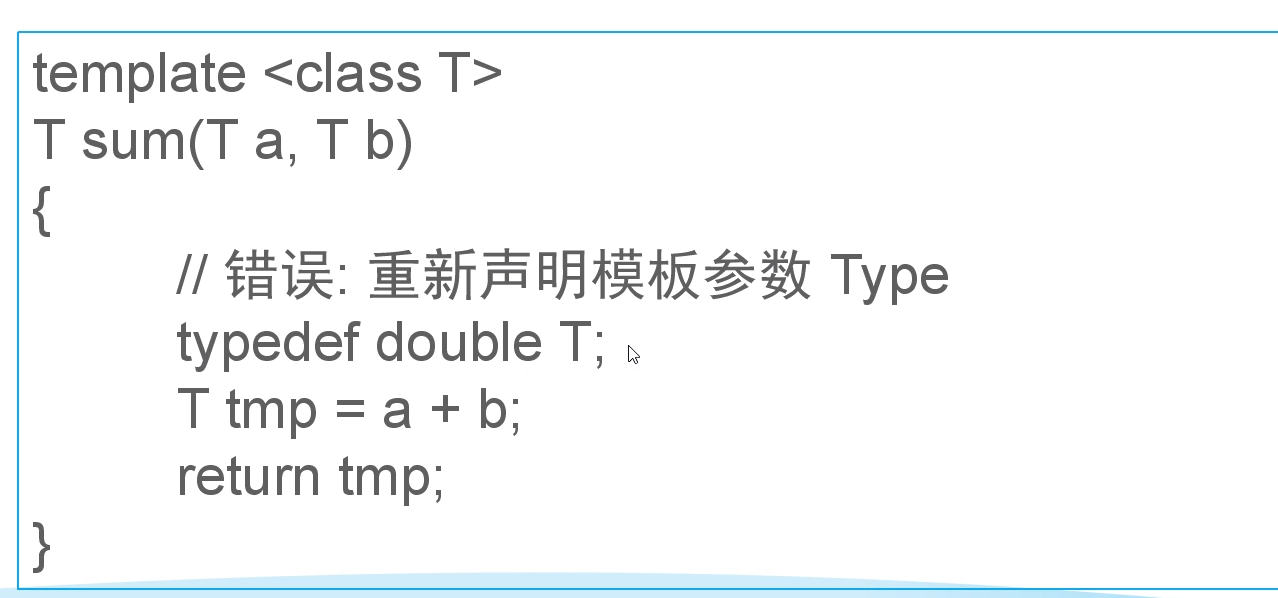 template <class T>
T sum(T a, T b)
{
// 错误: 重新声明模板参数 Type
typedef double T;
T tmp = a + b;
return tmp;
}